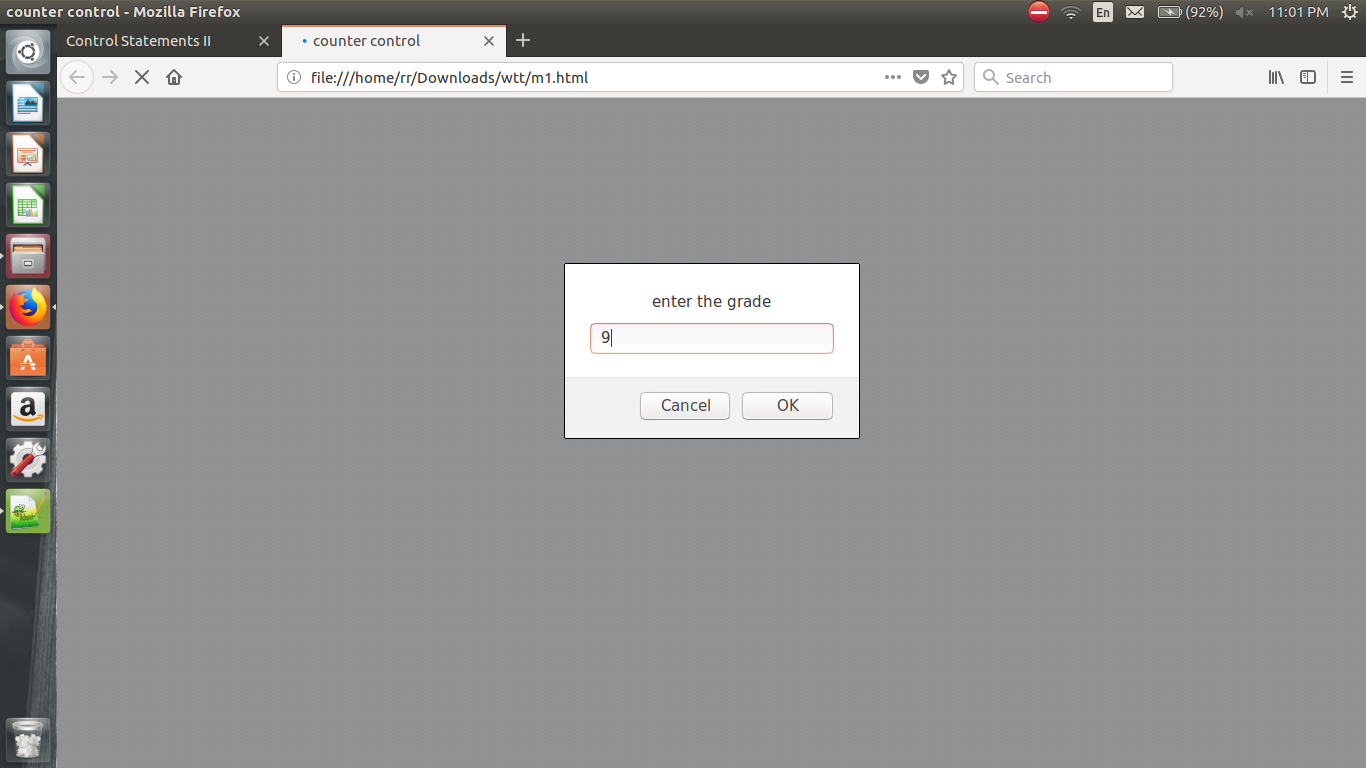 counter control - Mozilla Firefox
En
(92%)
11:01 PM
Control Statements II
counter control
file:///home/rr/Downloads/wtt/m1.html
Search
enter the grade
9
Cancel
OK